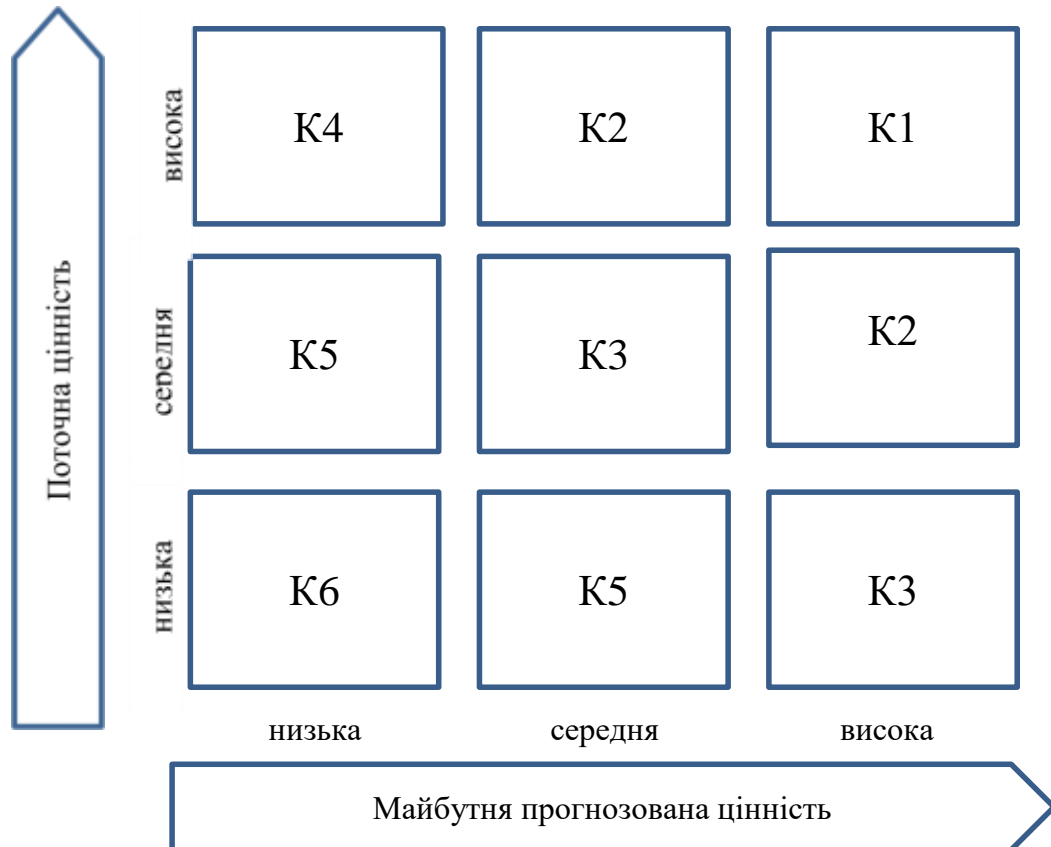 Поточна цінність
висока
К4
К2
К1
середня
К5
К3
К2
низька
К6
К5
К3
низька
середня
висока
Майбутня прогнозована цінність